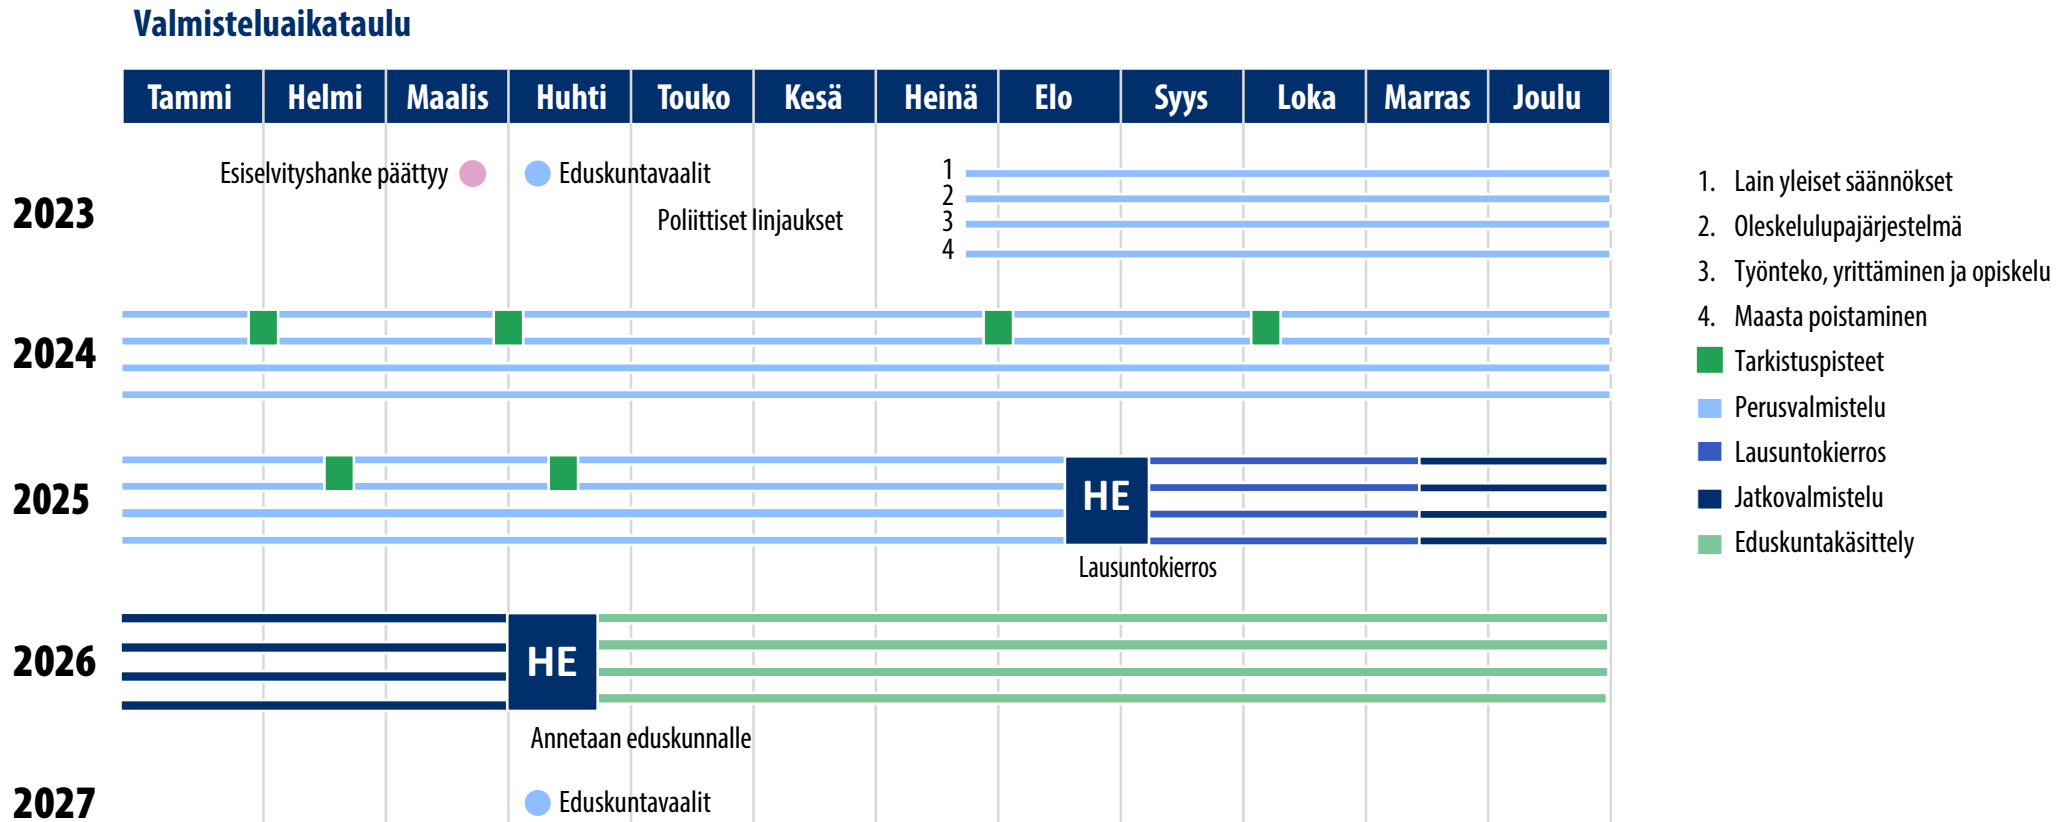 Valmisteluaikataulu
Tammi Helmi Maalis Huhti Touko Kesä Heinä Elo Syys Loka Marras Joulu
2023
Esiselvityshanke päättyy
Eduskuntavaalit
Poliittiset linjaukset
1
2
3
4
2024
2025
HE
Lausuntokierros
2026
HE
Annetaan eduskunnalle
2027
Eduskuntavaalit
1. Lain yleiset säännökset
2. Oleskelulupajärjestelmä
3. Työnteko, yrittäminen ja opiskelu
4. Maasta poistaminen
Tarkistuspisteet
Perusvalmistelu
Lausuntokierros
Jatkovalmistelu
Eduskuntakäsittely